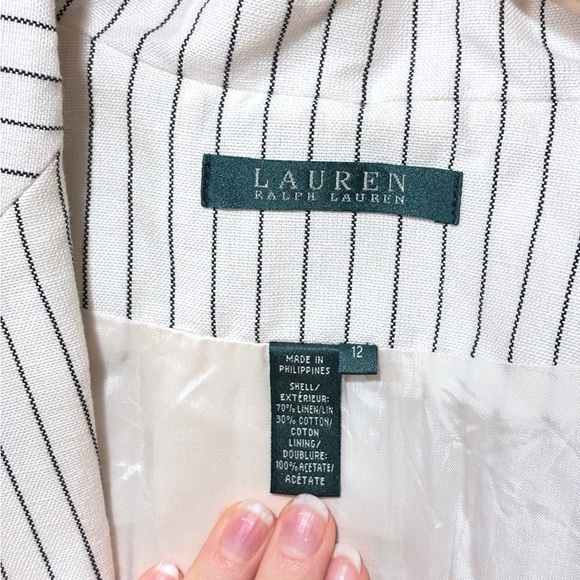 LAUREN
RALPH LAUREN
12
MADE IN
PHILIPPINES
SHELL/
EXTÉRIEUR:
70% LINEN/LIN
30% COTTON/
COTON
LINING/
DOUBLURE:
100% ACETATE/
ACÉTATE